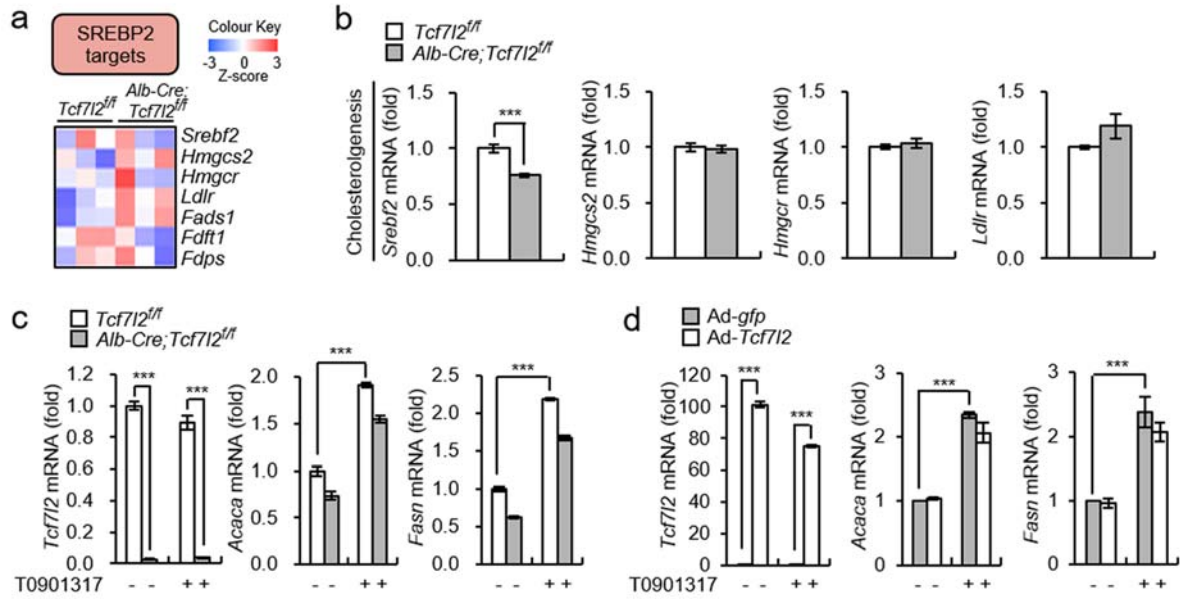 a
SREBP2
targets
Colour Key
-3 0 3
Z-score
Tcf7l2f/f
Alb-Cre;
Tcf7l2f/f
Srebf2
Hmgcs2
Hmgcr
Ldlr
Fads1
Fdft1
Fdps
b
Tcf7l2f/f
Alb-Cre;Tcf7l2f/f
Cholesterolgenesis
Srebf2 mRNA (fold)
1.5
1.0
0.5
0.0
***
Hmgcs2 mRNA (fold)
1.5
1.0
0.5
0.0
Hmgcr mRNA (fold)
1.5
1.0
0.5
0.0
Ldlr mRNA (fold)
1.5
1.0
0.5
0.0
c
Tcf7l2f/f
Alb-Cre;Tcf7l2f/f
Tcf7l2 mRNA (fold)
1.2
1.0
0.8
0.6
0.4
0.2
0.0
***
***
Acaca mRNA (fold)
2.0
1.5
1.0
0.5
0.0
***
Fasn mRNA (fold)
2.5
2.0
1.5
1.0
0.5
0.0
***
T0901317 - - + + - - + + - - + +
d
Ad-gfp
Ad-Tcf7l2
Tcf7l2 mRNA (fold)
120
100
80
60
40
20
0
***
***
Acaca mRNA (fold)
3
2
1
0
***
Fasn mRNA (fold)
3
2
1
0
***
T0901317 - - + + - - + + - - + +